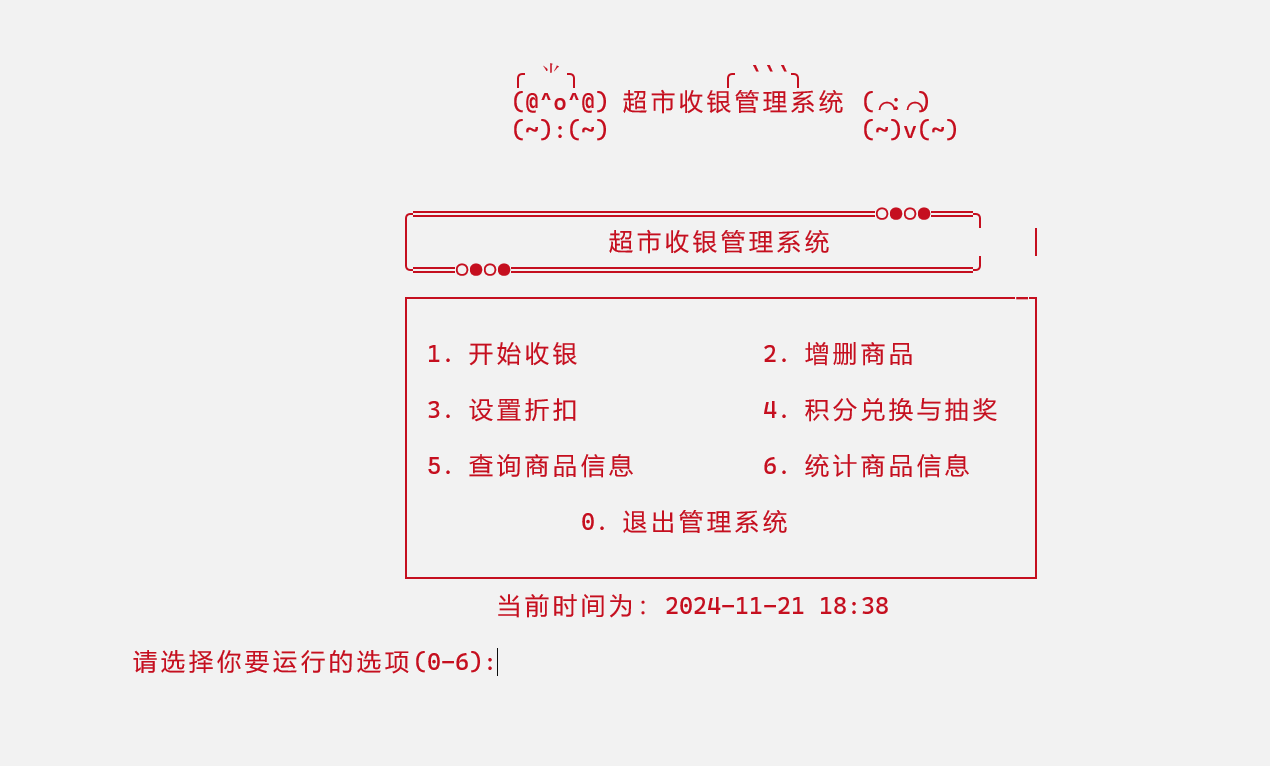 (@^o^@) 超市收银管理系统 (⌒:⌒)
(~):(~) (~)v(~)
超市收银管理系统
1. 开始收银 2. 增删商品
3. 设置折扣 4. 积分兑换与抽奖
5. 查询商品信息 6. 统计商品信息
0. 退出管理系统
当前时间为: 2024-11-21 18:38
请选择你要运行的选项(0-6):